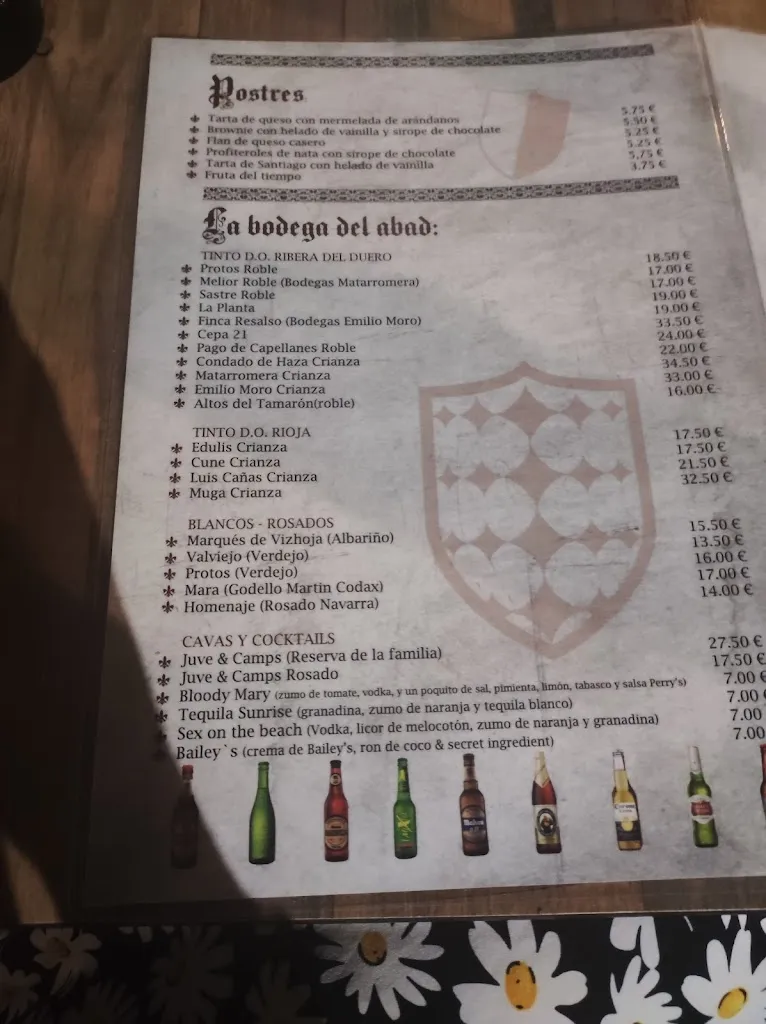 Postres
Tarta de queso con mermelada de arándanos 5.75 €
Brownie con helado de vainilla y sirope de chocolate 5.50 €
Flan de queso casero 5.25 €
Profiteroles de nata con sirope de chocolate 5.25 €
Tarta de Santiago con helado de vainilla 5,75 €
Fruta del tiempo 3.75 €
La bodega del abad:
TINTO D.O. RIBERA DEL DUERO
Protos Roble 18.50 €
Melior Roble (Bodegas Matarromera) 17.00 €
Sastre Roble 17.00 €
La Planta 19.00 €
Finca Resalso (Bodegas Emilio Moro) 19.00 €
Cepa 21 33.50 €
Pago de Capellanes Roble 24.00 €
Condado de Haza Crianza 22.00 €
Matarromera Crianza 34.50 €
Emilio Moro Crianza 33.00 €
Altos del Tamarón(roble) 16.00 €
TINTO D.O. RIOJA
Edulis Crianza 17.50 €
Cune Crianza 17.50 €
Luis Cañas Crianza 21.50 €
Muga Crianza 32.50 €
BLANCOS - ROSADOS
Marqués de Vizhoja (Albariño) 15.50 €
Valviejo (Verdejo) 13.50 €
Protos (Verdejo) 16.00 €
Mara (Godello Martin Codax) 17.00 €
Homenaje (Rosado Navarra) 14.00 €
CAVAS Y COCKTAILS
Juve & Camps (Reserva de la familia) 27.50 €
Juve & Camps Rosado 17.50 €
Bloody Mary (zumo de tomate, vodka, y un poquito de sal, pimienta, limón, tabasco y salsa Perry's) 7.00 €
Tequila Sunrise (granadina, zumo de naranja y tequila blanco) 7.00 €
Sex on the beach (Vodka, licor de melocotón, zumo de naranja y granadina) 7.00
Bailey`s (crema de Bailey's, ron de coco & secret ingredient) 7.00